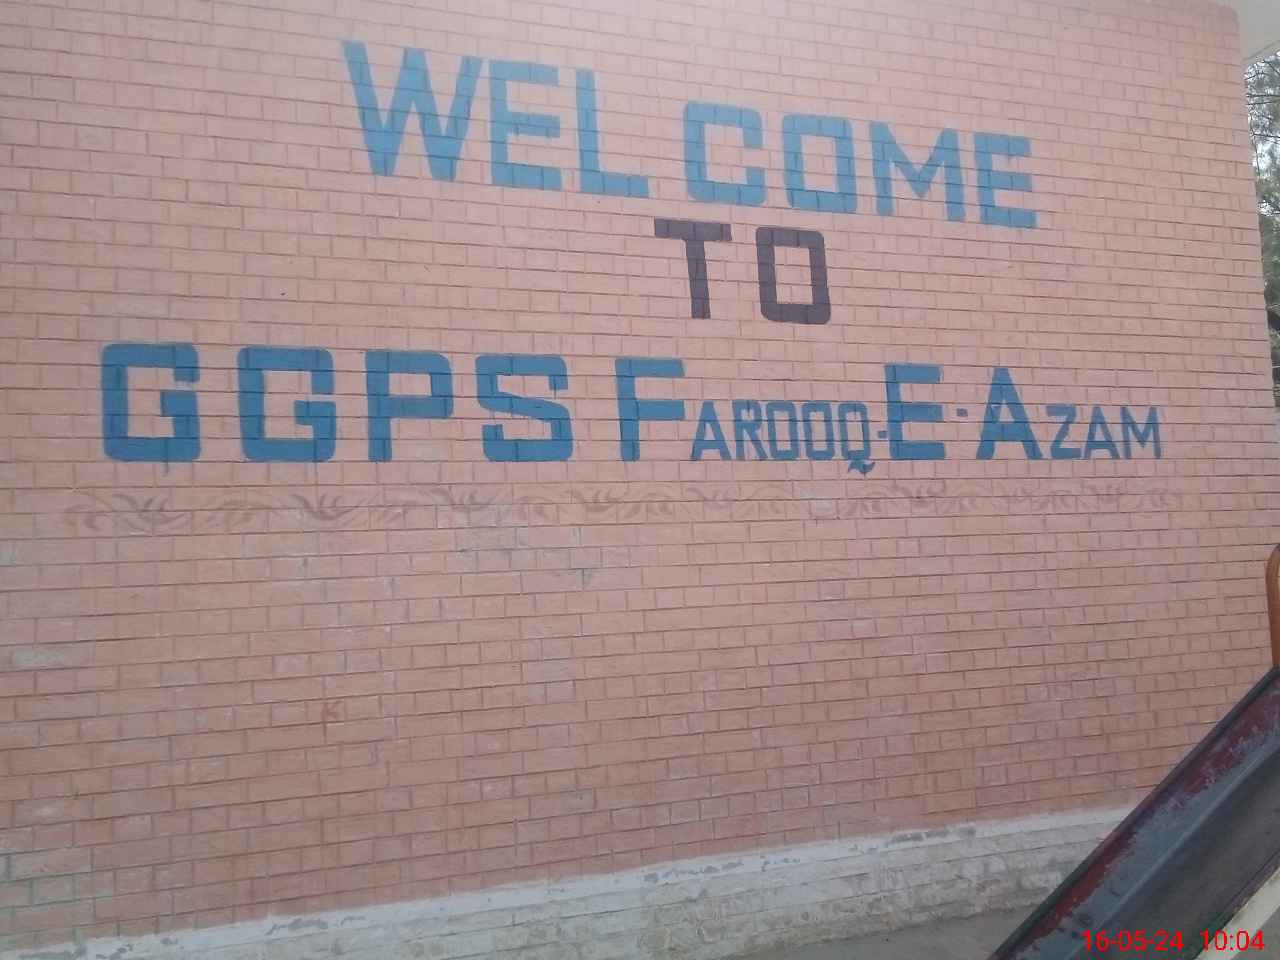 WELCOME
TO
GGPS FAROOQ-E-AZAM
16-05-24 10:04